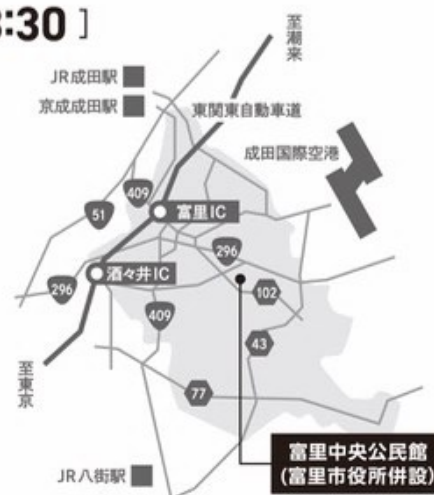 :30 ]
至潮来
JR成田駅
京成成田駅
東関東自動車道
成田国際空港
409
51
富里IC
296
酒々井IC
296
102
409
43
至東京
77
富里中央公民館
(富里市役所併設)
JR八街駅